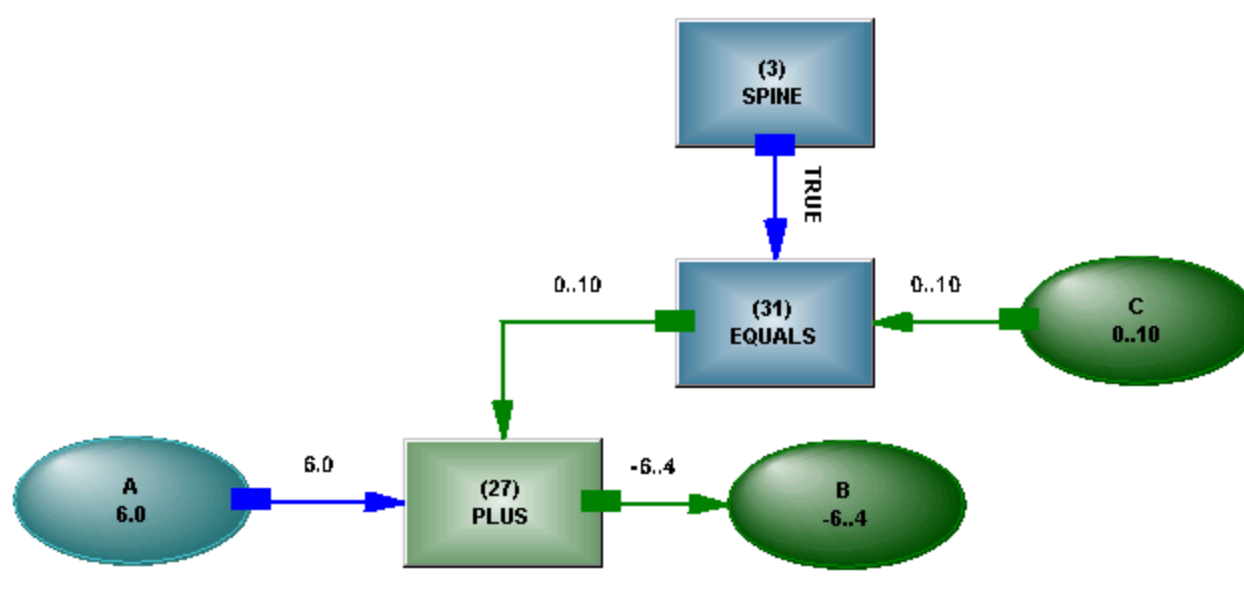 (3)
SPINE
TRUE
0..10
(31)
EQUALS
0..10
C
0..10
A
6.0
6.0
(27)
PLUS
-6..4
B
-6..4